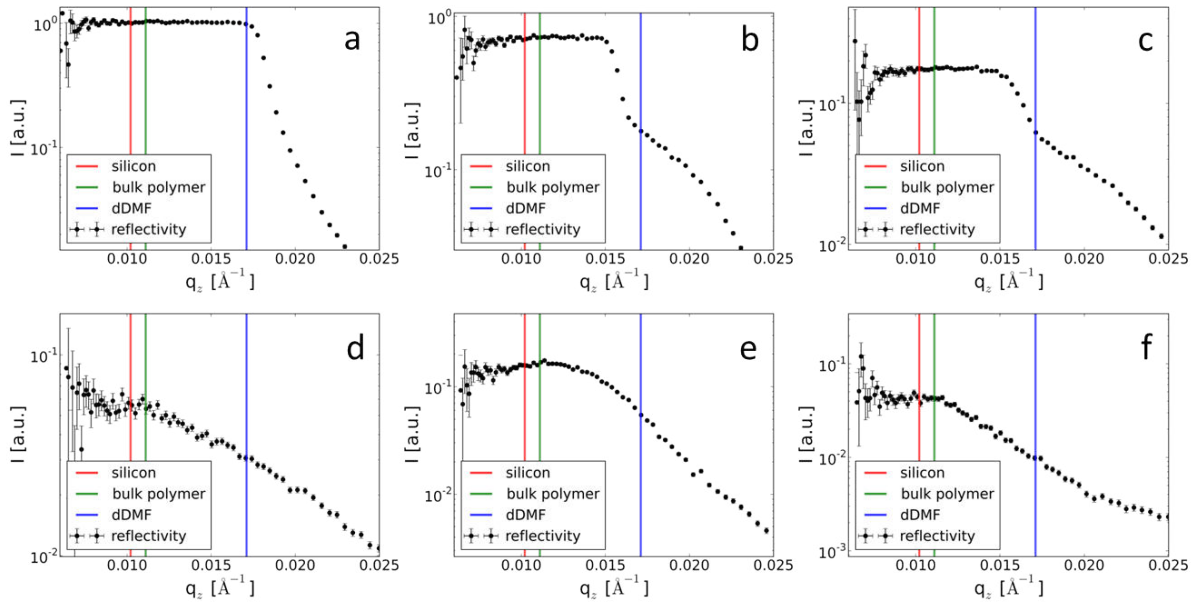 a
I [a.u.]
10⁰
10⁻¹
silicon
bulk polymer
dDMF
reflectivity
0.010 0.015 0.020 0.025
q_z [Å⁻¹]
b
I [a.u.]
10⁰
10⁻¹
silicon
bulk polymer
dDMF
reflectivity
0.010 0.015 0.020 0.025
q_z [Å⁻¹]
c
I [a.u.]
10⁻¹
10⁻²
silicon
bulk polymer
dDMF
reflectivity
0.010 0.015 0.020 0.025
q_z [Å⁻¹]
d
I [a.u.]
10⁻¹
10⁻²
silicon
bulk polymer
dDMF
reflectivity
0.010 0.015 0.020 0.025
q_z [Å⁻¹]
e
I [a.u.]
10⁻¹
10⁻²
silicon
bulk polymer
dDMF
reflectivity
0.010 0.015 0.020 0.025
q_z [Å⁻¹]
f
I [a.u.]
10⁻¹
10⁻²
10⁻³
silicon
bulk polymer
dDMF
reflectivity
0.010 0.015 0.020 0.025
q_z [Å⁻¹]